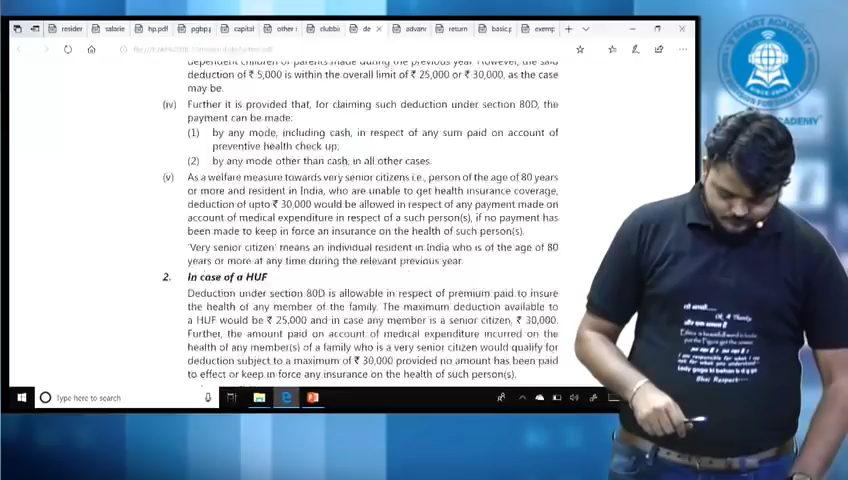 resider
salarie
hp.pdf
pgbp.p
capital
other s
clubbi
de
advanc
return
basic.p
exemp
dependent children or parents made during the previous year. However, the said
deduction of ₹ 5,000 is within the overall limit of ₹ 25,000 or ₹ 30,000, as the case
may be.
(iv) Further it is provided that, for claiming such deduction under section 80D, the
payment can be made:
(1) by any mode, including cash, in respect of any sum paid on account of
preventive health check up;
(2) by any mode other than cash, in all other cases.
(v) As a welfare measure towards very senior citizens i.e., person of the age of 80 years
or more and resident in India, who are unable to get health insurance coverage,
deduction of upto ₹ 30,000 would be allowed in respect of any payment made on
account of medical expenditure in respect of a such person(s), if no payment has
been made to keep in force an insurance on the health of such person(s).
'Very senior citizen' means an individual resident in India who is of the age of 80
years or more at any time during the relevant previous year.
2. In case of a HUF
Deduction under section 80D is allowable in respect of premium paid to insure
the health of any member of the family. The maximum deduction available to
a HUF would be ₹ 25,000 and in case any member is a senior citizen, ₹ 30,000.
Further, the amount paid on account of medical expenditure incurred on the
health of any member(s) of a family who is a very senior citizen would qualify for
deduction subject to a maximum of ₹ 30,000 provided no amount has been paid
to effect or keep in force any insurance on the health of such person(s).
Type here to search
SINCE 2009
ACADEMY
Bhai Respect